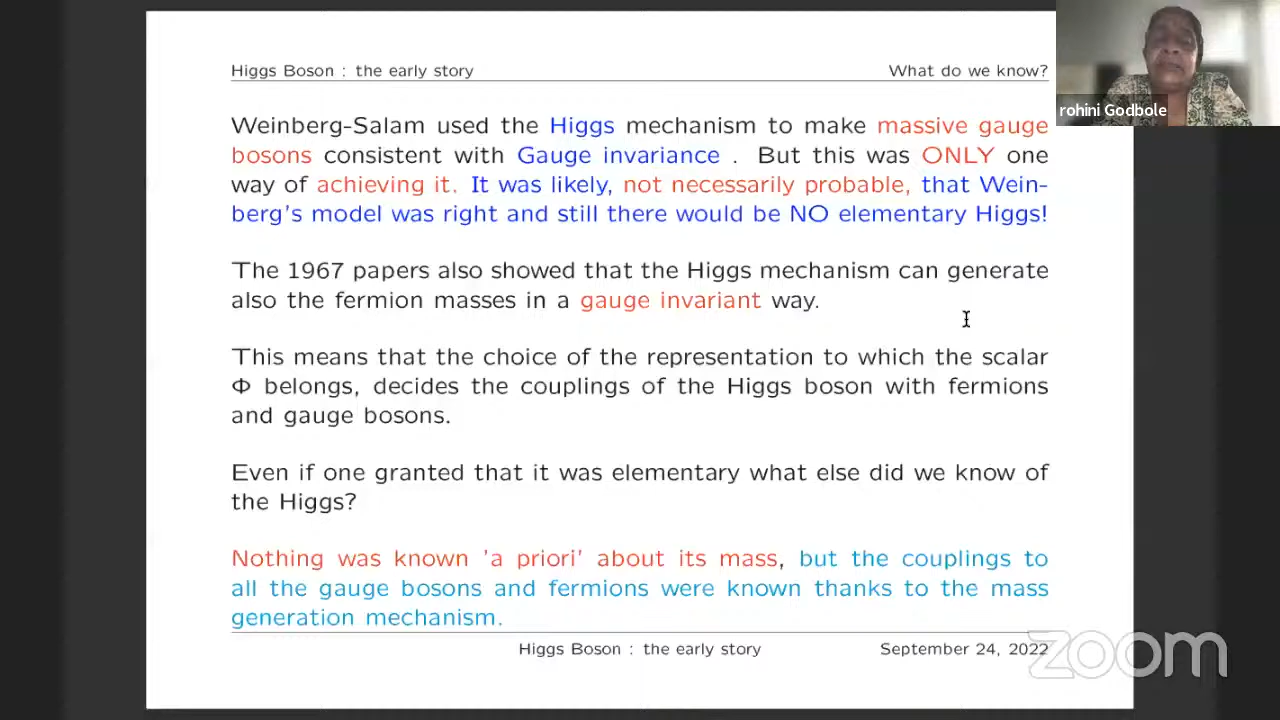 Higgs Boson : the early story
What do we know?
rohini Godbole
Weinberg-Salam used the Higgs mechanism to make massive gauge
bosons consistent with Gauge invariance . But this was ONLY one
way of achieving it. It was likely, not necessarily probable, that Wein-
berg's model was right and still there would be NO elementary Higgs!
The 1967 papers also showed that the Higgs mechanism can generate
also the fermion masses in a gauge invariant way.
This means that the choice of the representation to which the scalar
Φ belongs, decides the couplings of the Higgs boson with fermions
and gauge bosons.
Even if one granted that it was elementary what else did we know of
the Higgs?
Nothing was known 'a priori' about its mass, but the couplings to
all the gauge bosons and fermions were known thanks to the mass
generation mechanism.
Higgs Boson : the early story
September 24, 2022
zoom